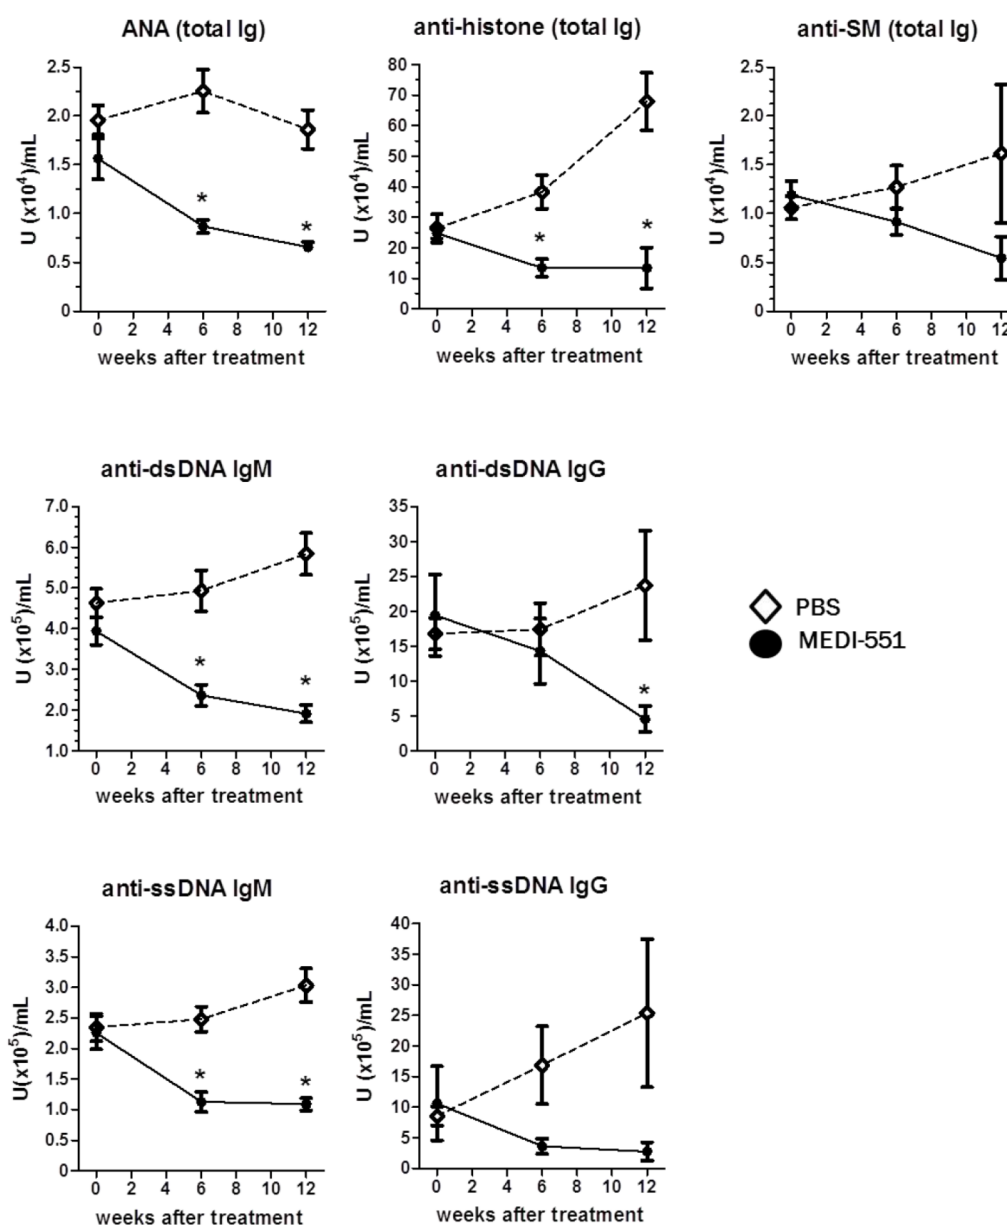 ANA (total Ig)
anti-histone (total Ig)
anti-SM (total Ig)
U (x10⁴)/mL
2.5
2.0
1.5
1.0
0.5
0
*
*
0 2 4 6 8 10 12
weeks after treatment
U (x10⁴)/mL
80
70
60
50
40
30
20
10
0
*
*
0 2 4 6 8 10 12
weeks after treatment
U (x10⁴)/mL
2.5
2.0
1.5
1.0
0.5
0
0 2 4 6 8 10 12
weeks after treatment
anti-dsDNA IgM
anti-dsDNA IgG
U (x10⁵)/mL
7.0
6.0
5.0
4.0
3.0
2.0
1.0
*
*
0 2 4 6 8 10 12
weeks after treatment
U (x10⁵)/mL
35
30
25
20
15
10
5
0
*
0 2 4 6 8 10 12
weeks after treatment
PBS
MEDI-551
anti-ssDNA IgM
anti-ssDNA IgG
U(x10⁵)/mL
4.0
3.5
3.0
2.5
2.0
1.5
1.0
0.5
0
*
*
0 2 4 6 8 10 12
weeks after treatment
U (x10⁵)/mL
40
35
30
25
20
15
10
5
0
0 2 4 6 8 10 12
weeks after treatment